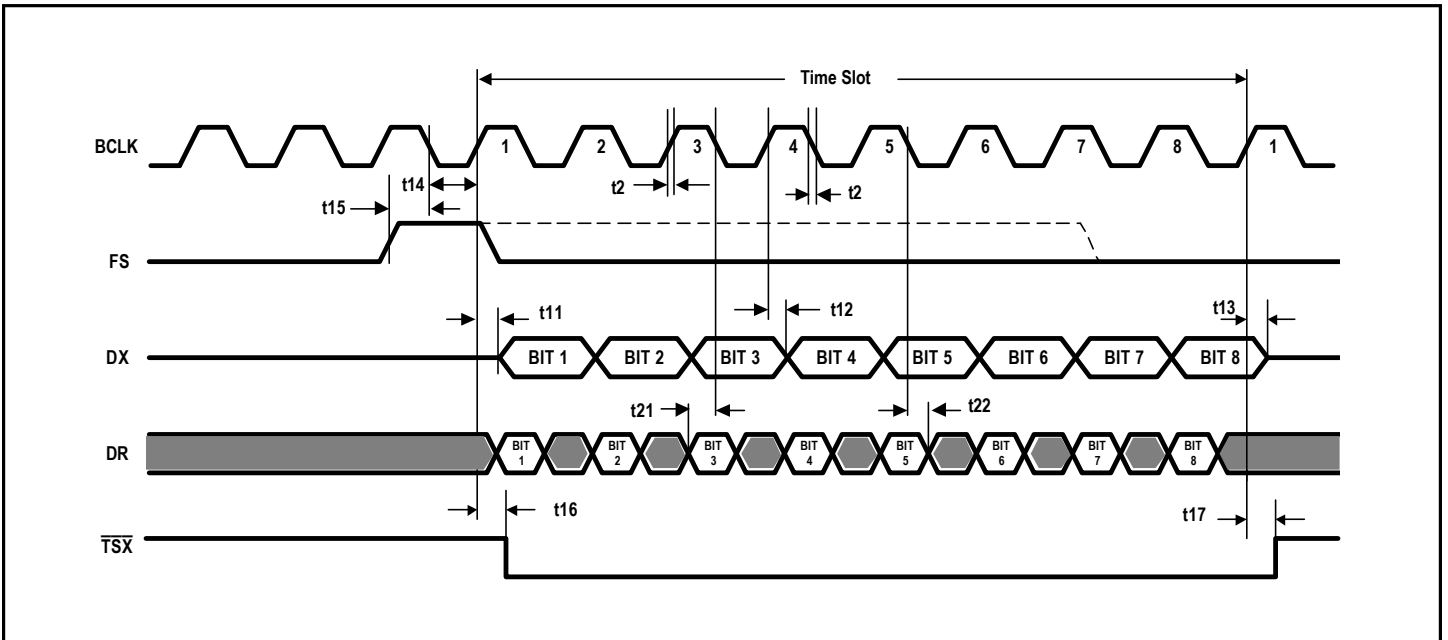 Time Slot
BCLK 1 2 3 4 5 6 7 8 1
t14 t2 t2
t15
FS
t11 t12 t13
DX BIT 1 BIT 2 BIT 3 BIT 4 BIT 5 BIT 6 BIT 7 BIT 8
t21 t22
DR BIT 1 BIT 2 BIT 3 BIT 4 BIT 5 BIT 6 BIT 7 BIT 8
t16 t17
TSX